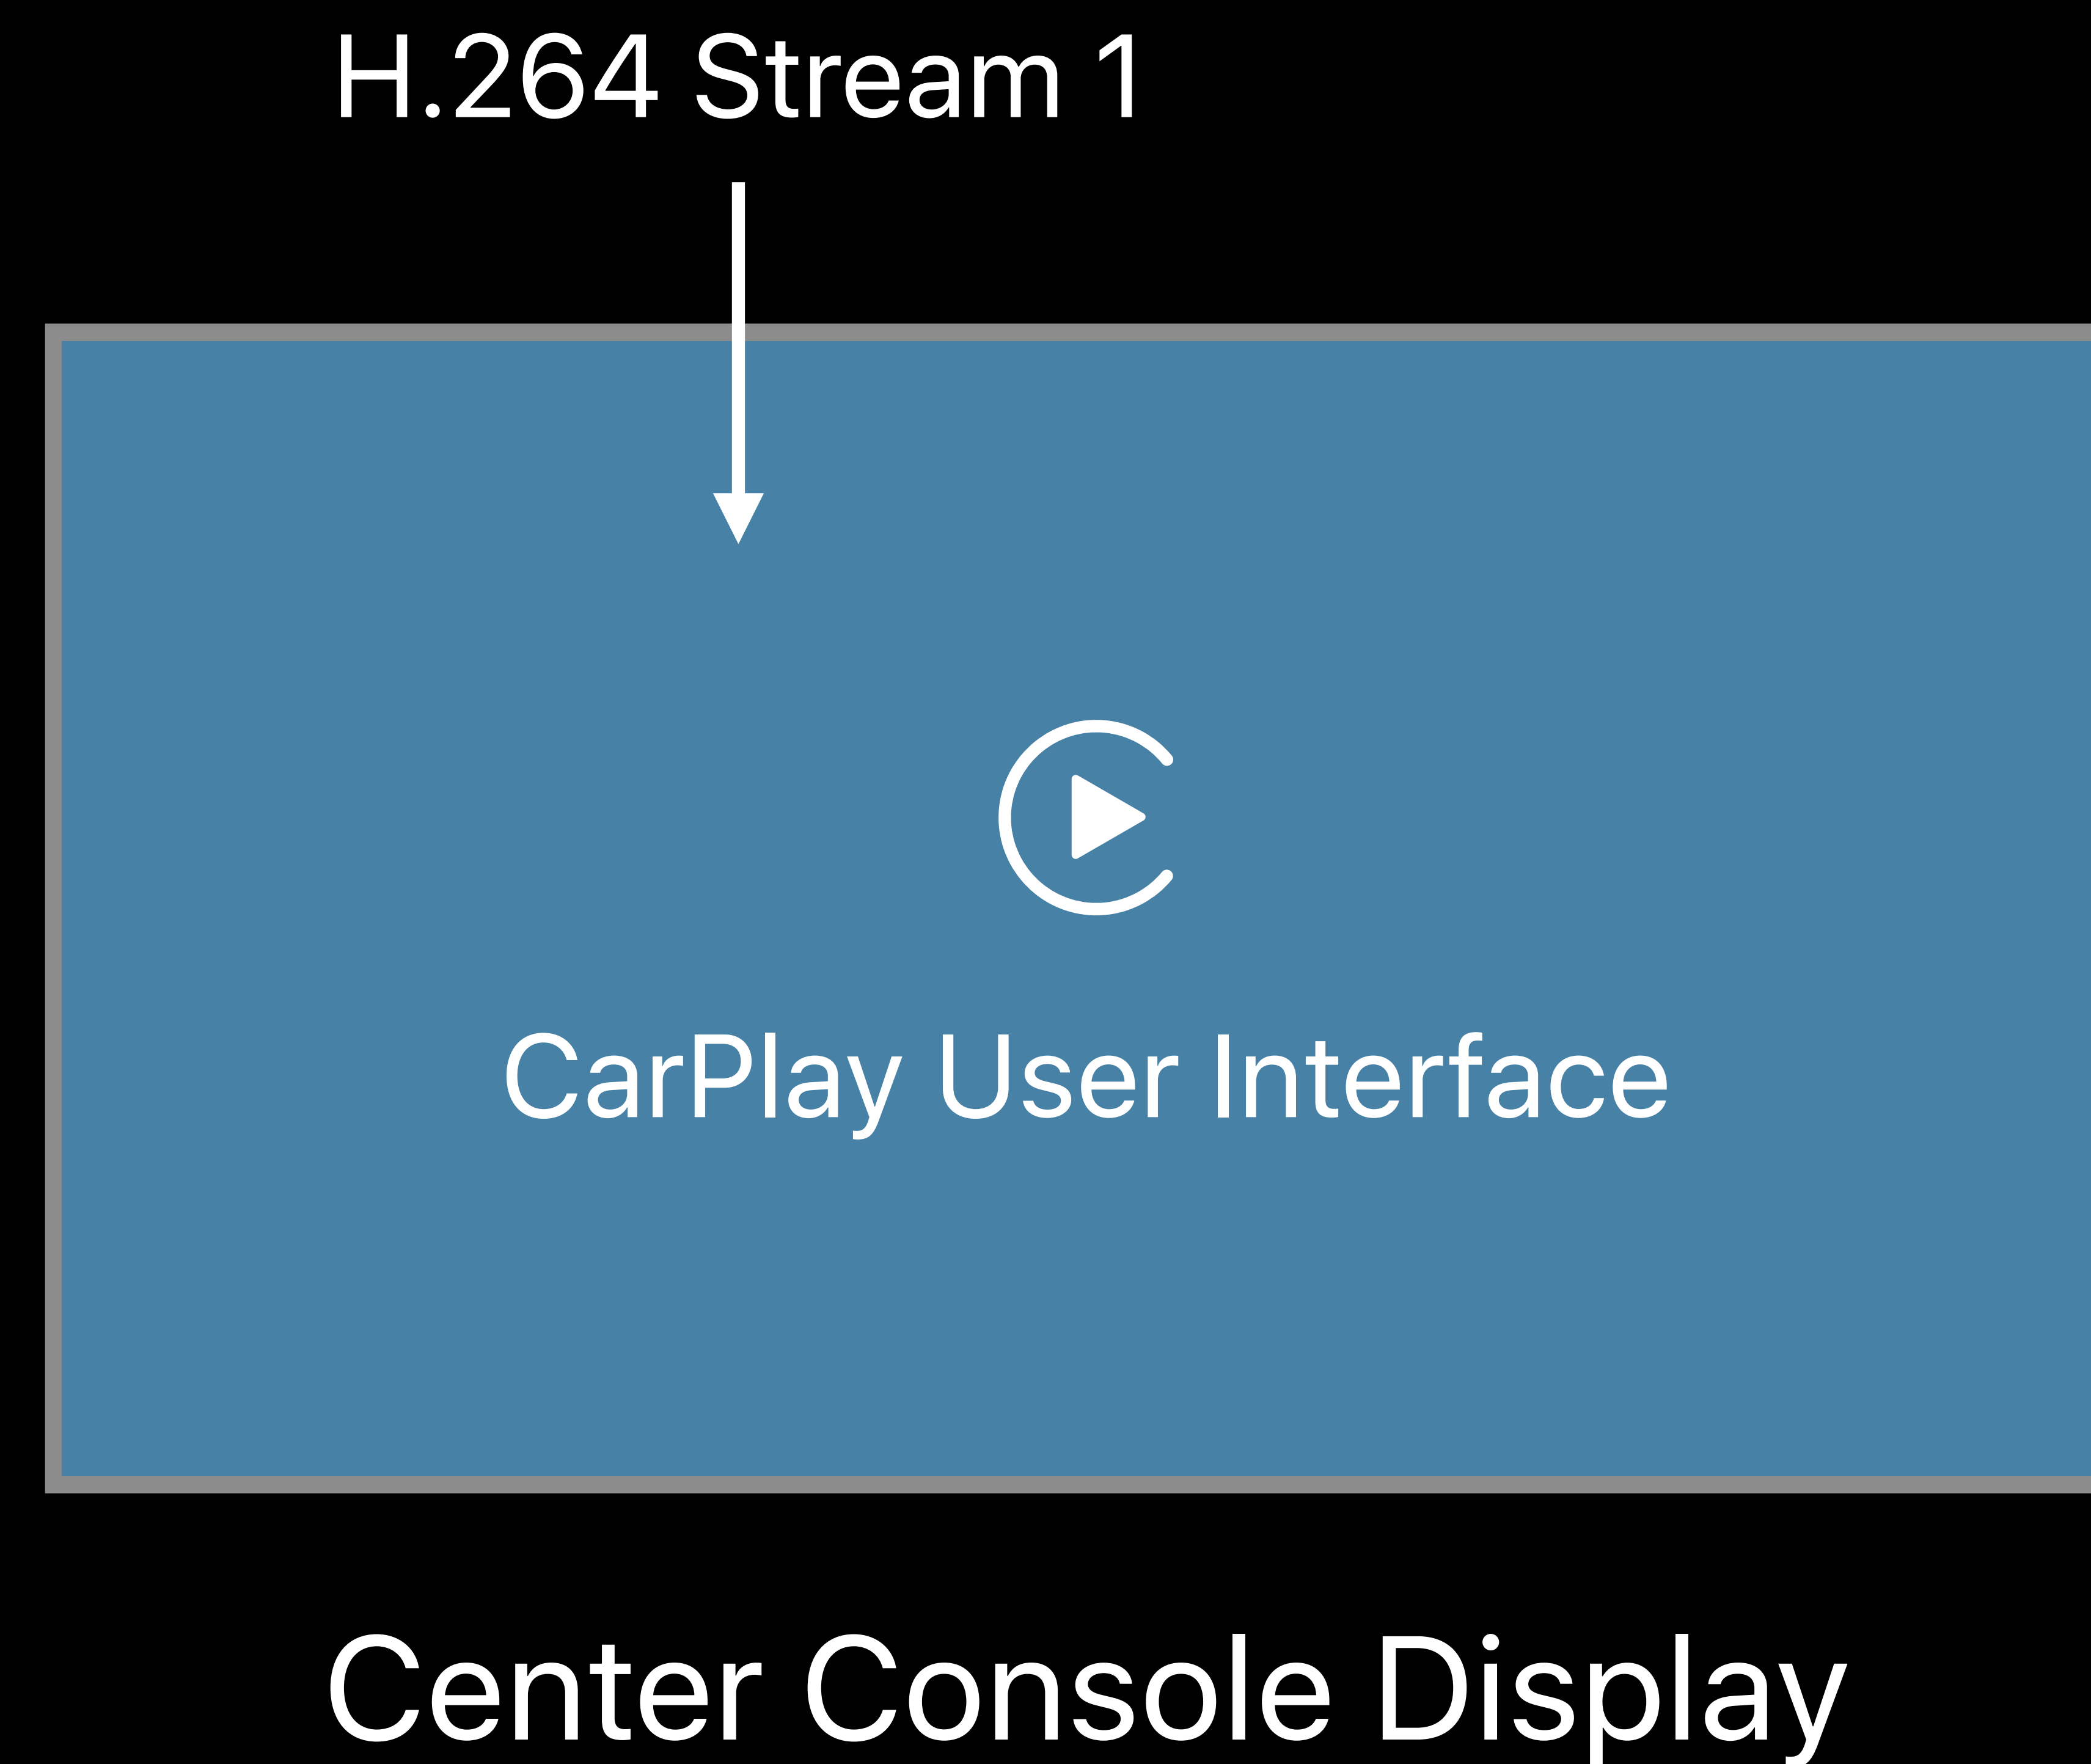 H.264 Stream 1
CarPlay User Interface
Center Console Display